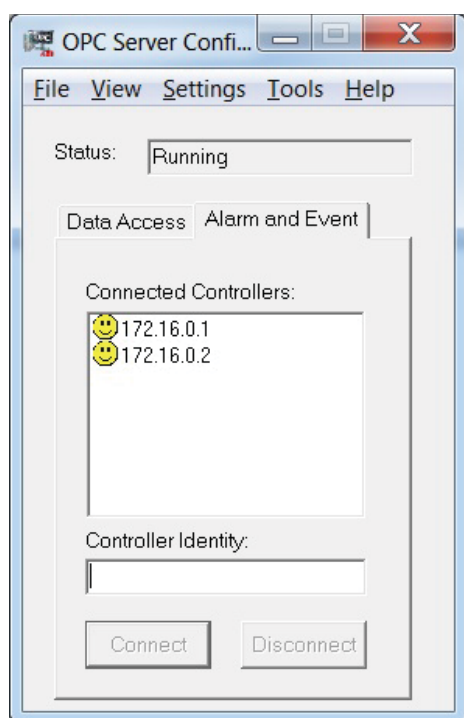 OPC Server Confi...
File View Settings Tools Help
Status: Running
Data Access Alarm and Event
Connected Controllers:
172.16.0.1
172.16.0.2
Controller Identity:
Connect Disconnect